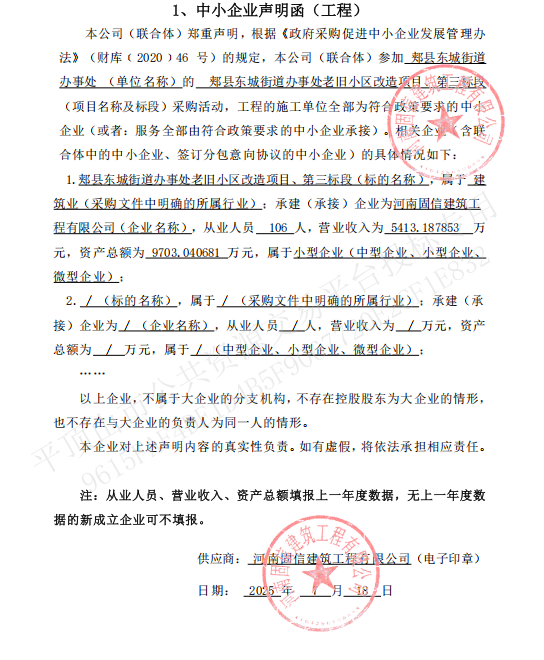 1、中小企业声明函（工程）
本公司（联合体）郑重声明，根据《政府采购促进中小企业发展管理办
法》（财库﹝2020﹞46 号）的规定，本公司（联合体）参加 郏县东城街道
办事处 （单位名称）的 郏县东城街道办事处老旧小区改造项目、第三标段
（项目名称及标段）采购活动，工程的施工单位全部为符合政策要求的中小
企业（或者：服务全部由符合政策要求的中小企业承接）。相关企业（含联
合体中的中小企业、签订分包意向协议的中小企业）的具体情况如下：
1.郏县东城街道办事处老旧小区改造项目、第三标段（标的名称），属于 建
筑业（采购文件中明确的所属行业）；承建（承接）企业为河南固信建筑工
程有限公司（企业名称），从业人员 106 人，营业收入为 5413.187853 万
元，资产总额为 9703.040681 万元，属于小型企业（中型企业、小型企业、
微型企业）；
2. / （标的名称），属于 / （采购文件中明确的所属行业）；承建（承
接）企业为 / （企业名称），从业人员 / 人，营业收入为 / 万元，资产
总额为 / 万元，属于 / （中型企业、小型企业、微型企业）；
……
以上企业，不属于大企业的分支机构，不存在控股股东为大企业的情形，
也不存在与大企业的负责人为同一人的情形。
本企业对上述声明内容的真实性负责。如有虚假，将依法承担相应责任。
注：从业人员、营业收入、资产总额填报上一年度数据，无上一年度数
据的新成立企业可不填报。
供应商： 河南固信建筑工程有限公司（电子印章）
日期： 2025 年 7 月 18 日
河南固信建筑工程有限公司
河南固信建筑工程有限公司